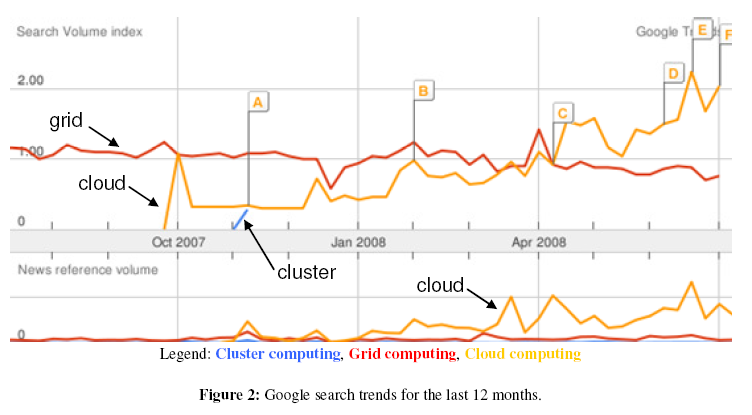 Search Volume index
Google Trends
E
F
D
2.00
B
A
C
grid
1.00
cloud
0
Oct 2007
Jan 2008
Apr 2008
cluster
News reference volume
cloud
0
Legend: Cluster computing, Grid computing, Cloud computing
Figure 2: Google search trends for the last 12 months.